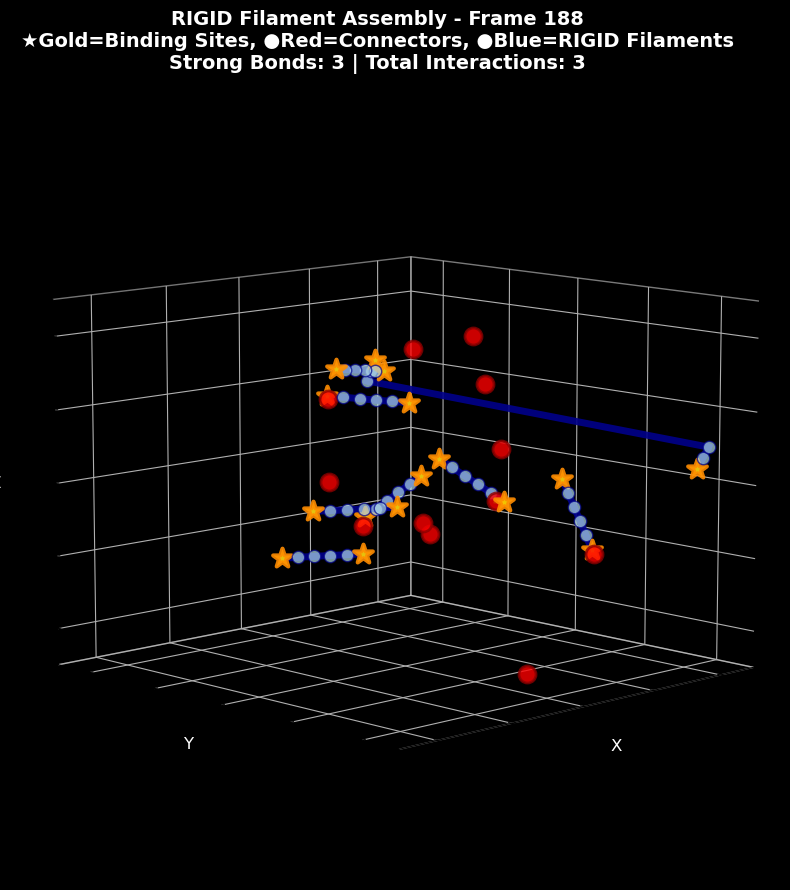 RIGID Filament Assembly - Frame 188
★Gold=Binding Sites, ●Red=Connectors, ●Blue=RIGID Filaments
Strong Bonds: 3 | Total Interactions: 3
Y
X